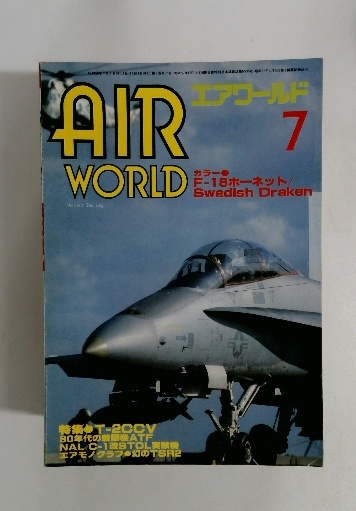 AIR
WORLD
エアワールド
7
カラー●
F-18ホーネット/
Swedish Draken
特集●T-2CCV
90年代の戦闘機ATF
NAL C-1改STOL実験機
エアモノグラフ●幻のTSR2